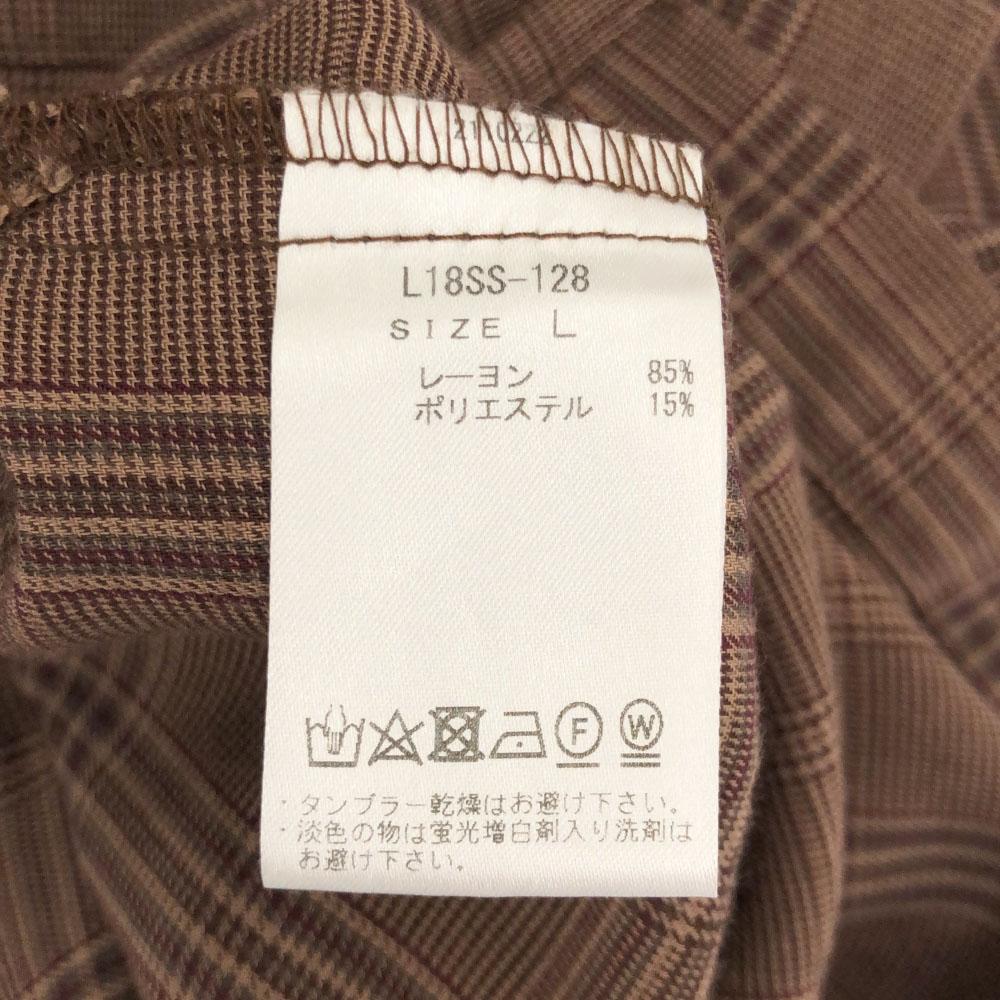 L18SS-128
SIZE L
レーヨン 85%
ポリエステル 15%
F W
・タンブラー乾燥はお避け下さい。
・淡色の物は蛍光増白剤入り洗剤は
お避け下さい。